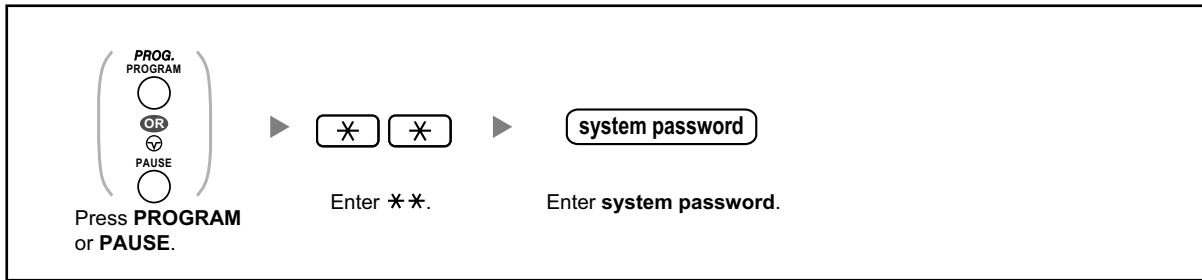 PROG.
PROGRAM
OR
PAUSE
Press PROGRAM
or PAUSE.
✱ ✱
Enter ✱✱.
system password
Enter system password.